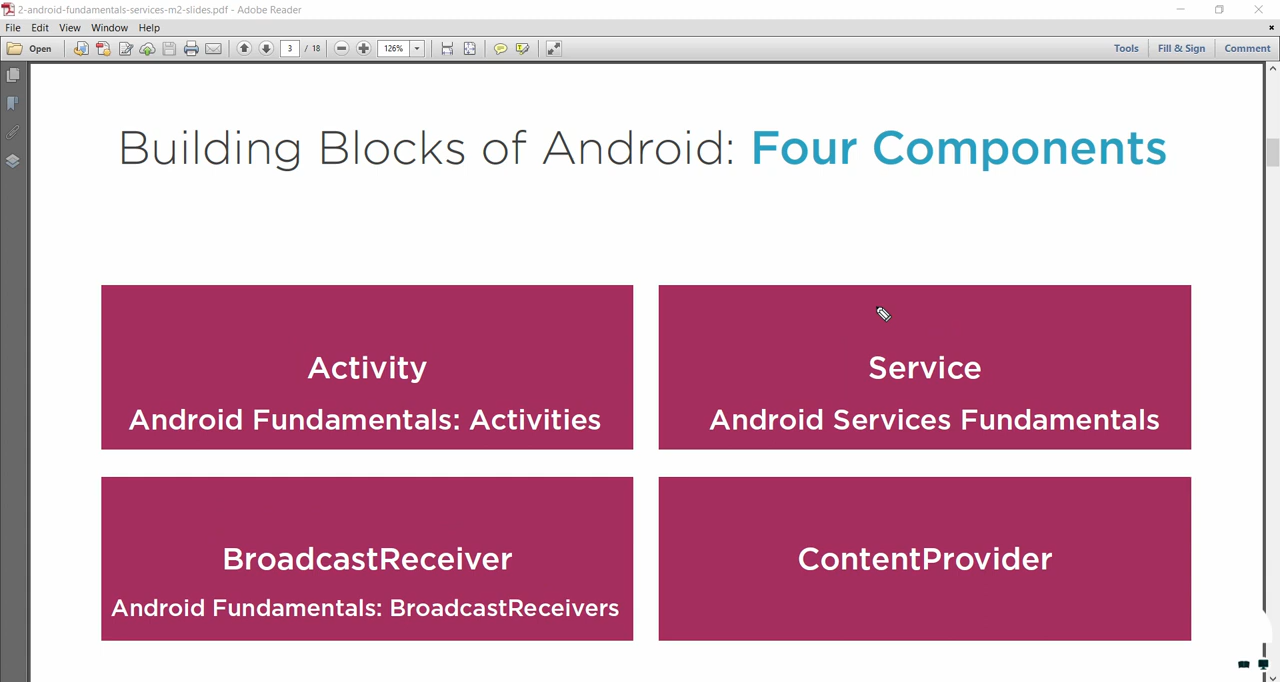 2-android-fundamentals-services-m2-slides.pdf - Adobe Reader
File Edit View Window Help
Open 3 / 18 126% Tools Fill & Sign Comment
Building Blocks of Android: Four Components
Activity
Android Fundamentals: Activities
Service
Android Services Fundamentals
BroadcastReceiver
Android Fundamentals: BroadcastReceivers
ContentProvider